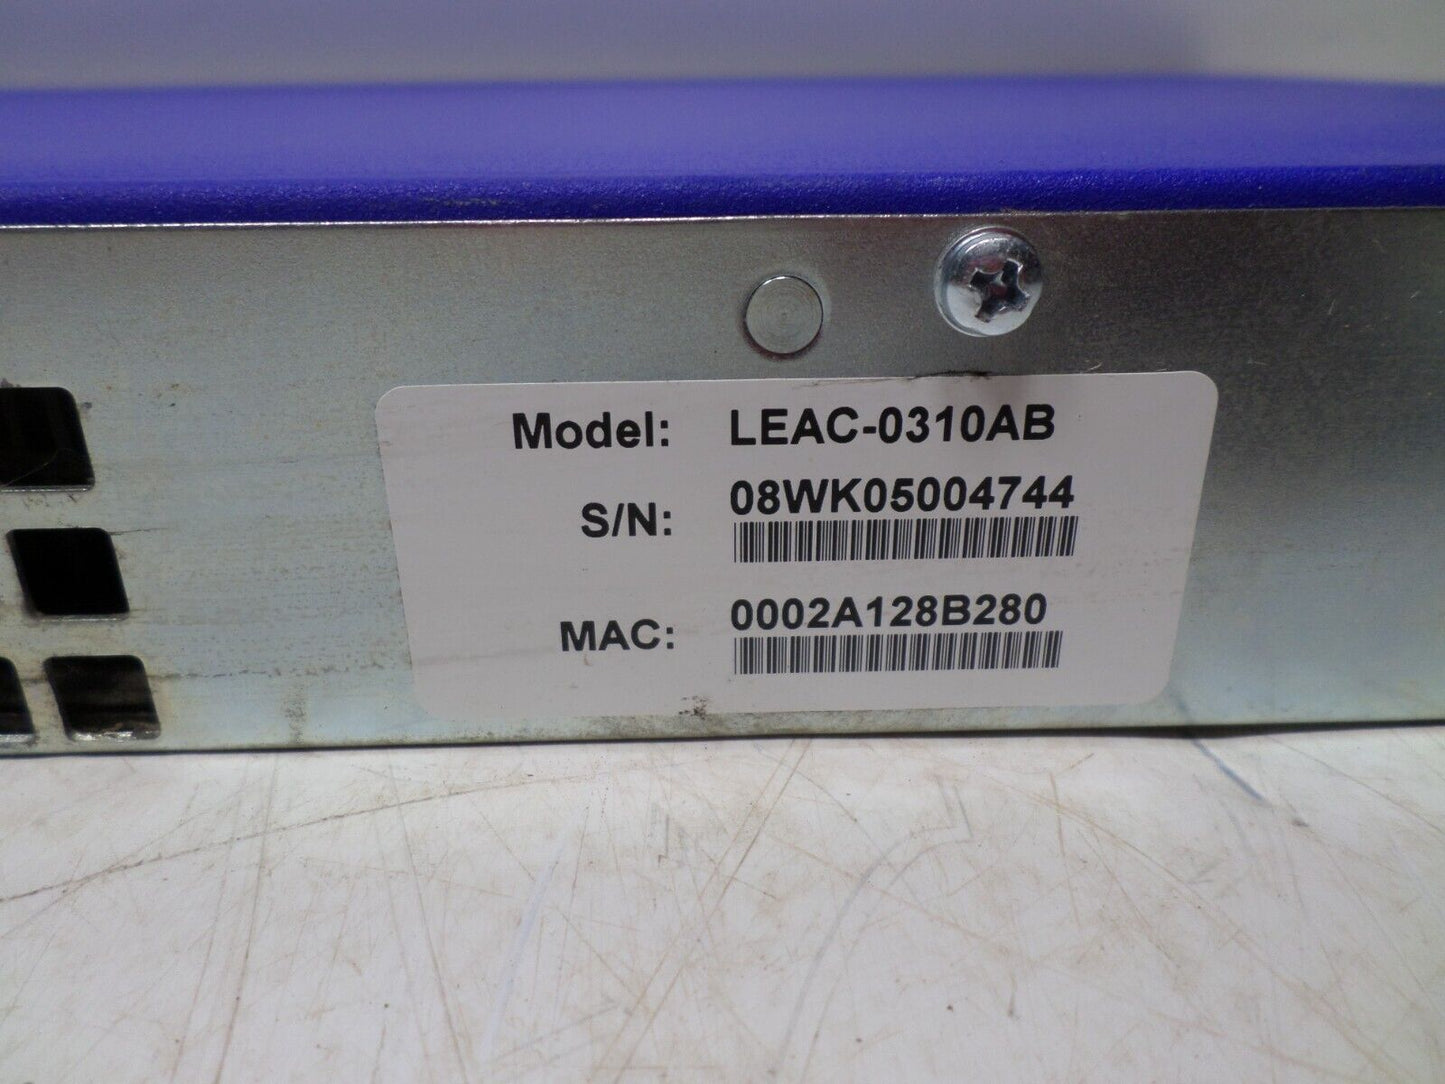 Model: LEAC-0310AB
S/N: 08WK05004744
MAC: 0002A128B280